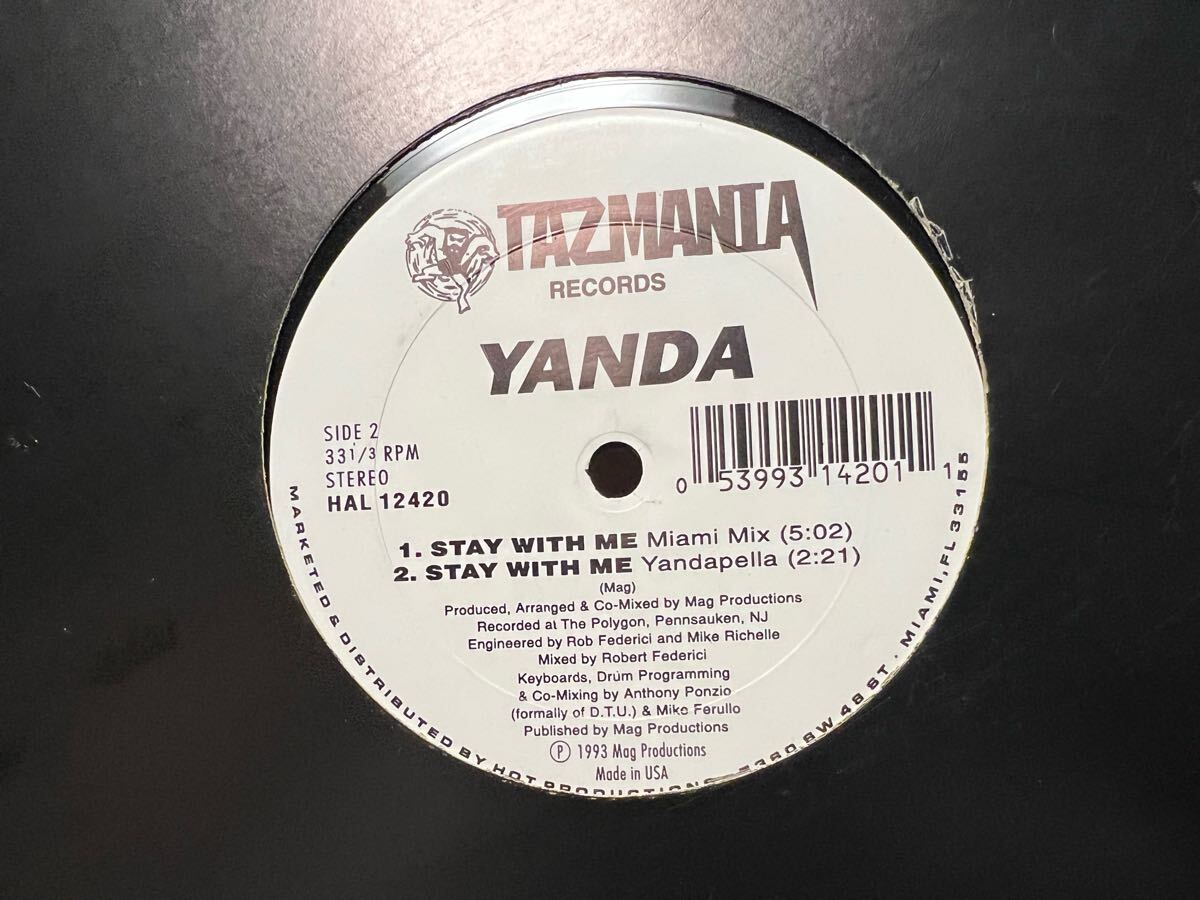 TAZMANIA
RECORDS
YANDA
SIDE 2
33 1/3 RPM
STEREO
HAL 12420
0 53993 14201 1
1. STAY WITH ME Miami Mix (5:02)
2. STAY WITH ME Yandapella (2:21)
(Mag)
Produced, Arranged & Co-Mixed by Mag Productions
Recorded at The Polygon, Pennsauken, NJ
Engineered by Rob Federici and Mike Richelle
Mixed by Robert Federici
Keyboards, Drum Programming
& Co-Mixing by Anthony Ponzio
(formally of D.T.U.) & Mike Ferullo
Published by Mag Productions
Ⓟ 1993 Mag Productions
Made in USA
MARKETED & DISTRIBUTED BY HOT PRODUCTIONS · 5360 SW 48 ST · MIAMI, FL 33155